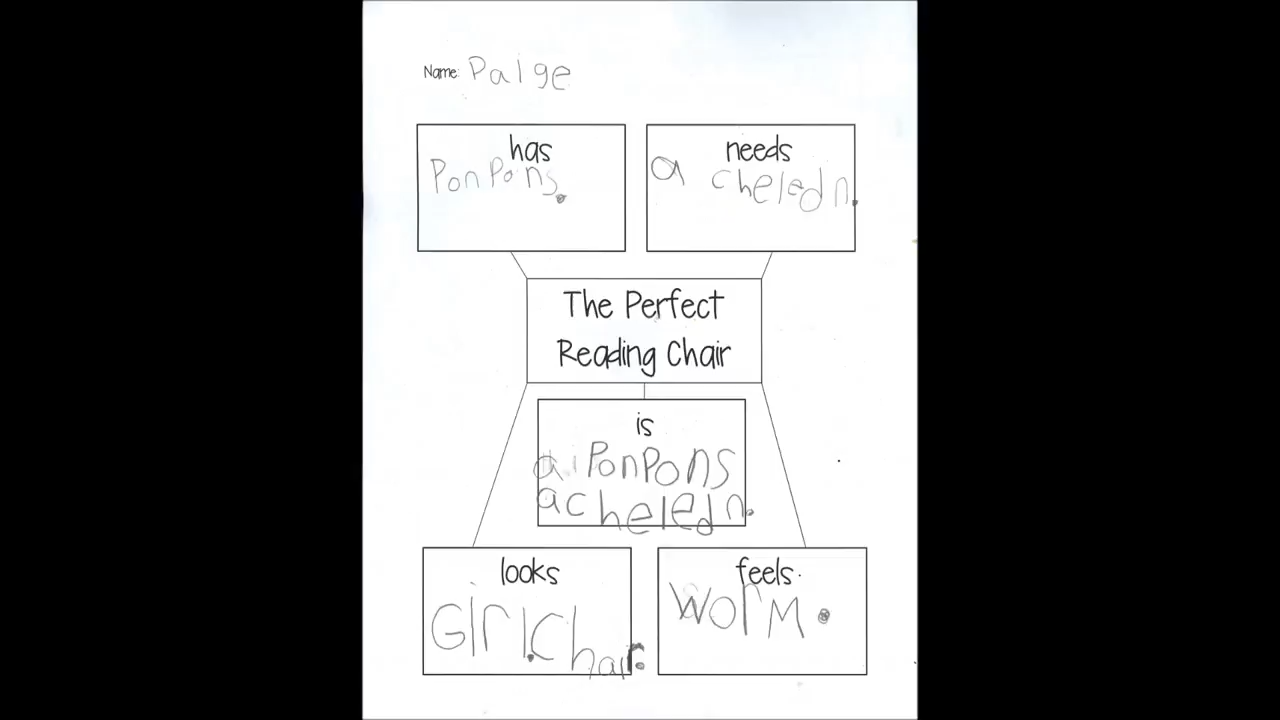 Name: Paige
has
PonPons.
needs
a cheledn.
The Perfect
Reading Chair
is
a PonPons
a cheledn.
looks
Girl.Chair.
feels
Worm.